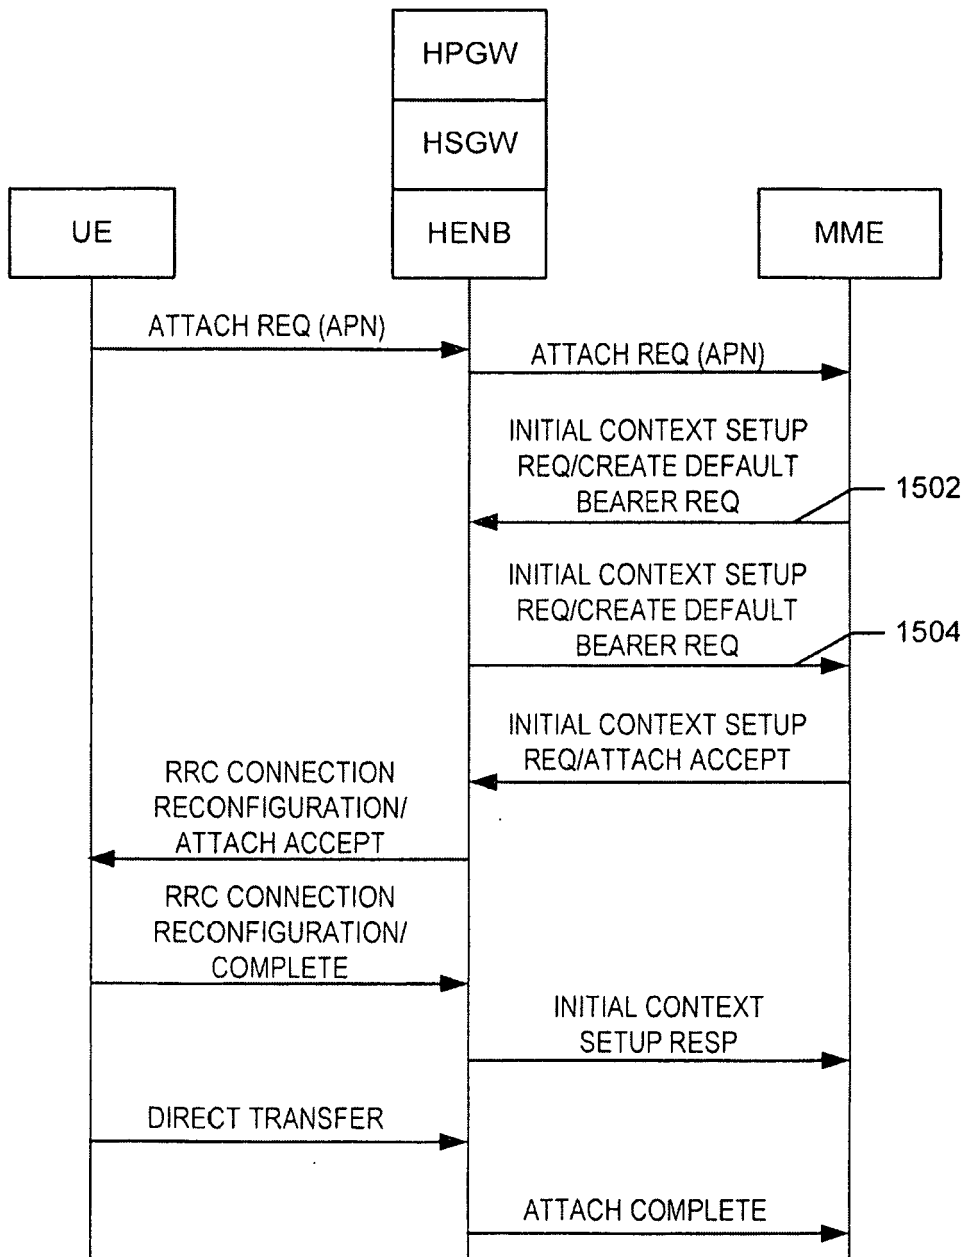 HPGW
HSGW
UE
HENB
MME
ATTACH REQ (APN)
ATTACH REQ (APN)
INITIAL CONTEXT SETUP
REQ/CREATE DEFAULT
BEARER REQ
1502
INITIAL CONTEXT SETUP
REQ/CREATE DEFAULT
BEARER REQ
1504
INITIAL CONTEXT SETUP
REQ/ATTACH ACCEPT
RRC CONNECTION
RECONFIGURATION/
ATTACH ACCEPT
RRC CONNECTION
RECONFIGURATION/
COMPLETE
INITIAL CONTEXT
SETUP RESP
DIRECT TRANSFER
ATTACH COMPLETE